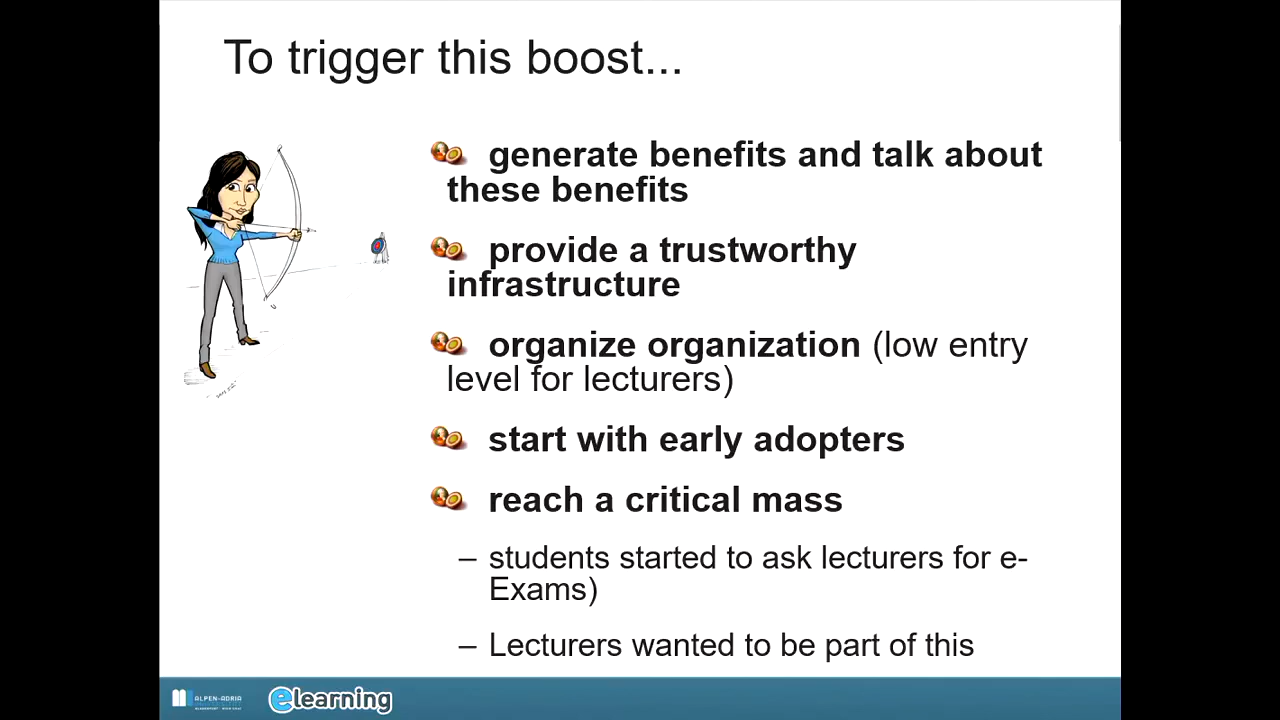 To trigger this boost...
generate benefits and talk about
these benefits
provide a trustworthy
infrastructure
organize organization (low entry
level for lecturers)
start with early adopters
reach a critical mass
– students started to ask lecturers for e-
Exams)
– Lecturers wanted to be part of this
ALPEN-ADRIA
elearning